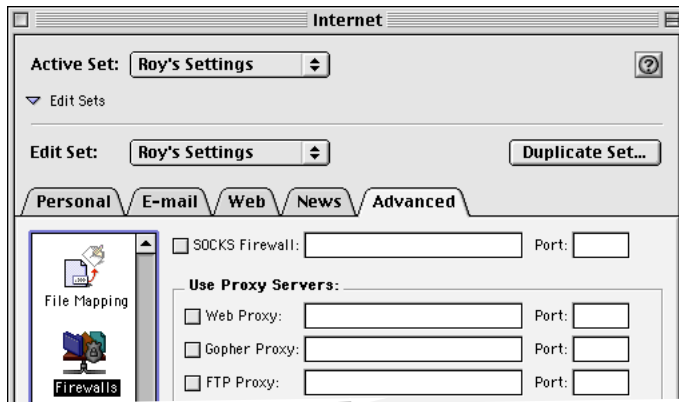 Internet
Active Set: Roy's Settings
Edit Sets
Edit Set: Roy's Settings Duplicate Set...
Personal E-mail Web News Advanced
SOCKS Firewall: Port:
File Mapping
Use Proxy Servers:
Web Proxy: Port:
Gopher Proxy: Port:
FTP Proxy: Port:
Firewalls